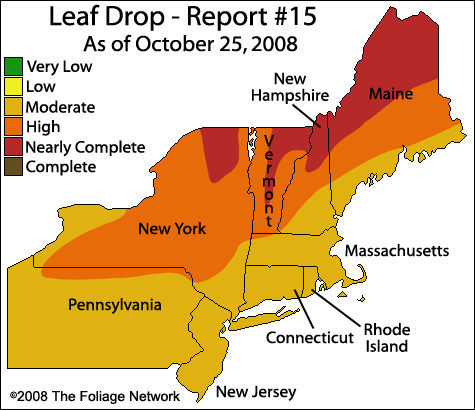 Leaf Drop - Report #15
As of October 25, 2008
Very Low
Low
Moderate
High
Nearly Complete
Complete
New
Hampshire
Maine
Vermont
New York
Massachusetts
Pennsylvania
Connecticut
Rhode
Island
New Jersey
©2008 The Foliage Network